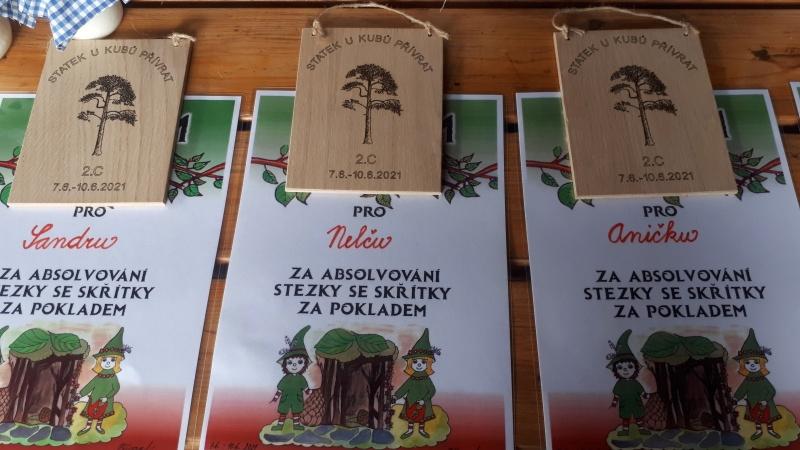 STATEK U KUBŮ PŘÍVRAT
2.C
7.6.-10.6.2021
PRO
Sandru
ZA ABSOLVOVÁNÍ
STEZKY SE SKŘÍTKY
ZA POKLADEM
STATEK U KUBŮ PŘÍVRAT
2.C
7.6.-10.6.2021
PRO
Nelču
ZA ABSOLVOVÁNÍ
STEZKY SE SKŘÍTKY
ZA POKLADEM
STATEK U KUBŮ PŘÍVRAT
2.C
7.6.-10.6.2021
PRO
Aničku
ZA ABSOLVOVÁNÍ
STEZKY SE SKŘÍTKY
ZA POKLADEM